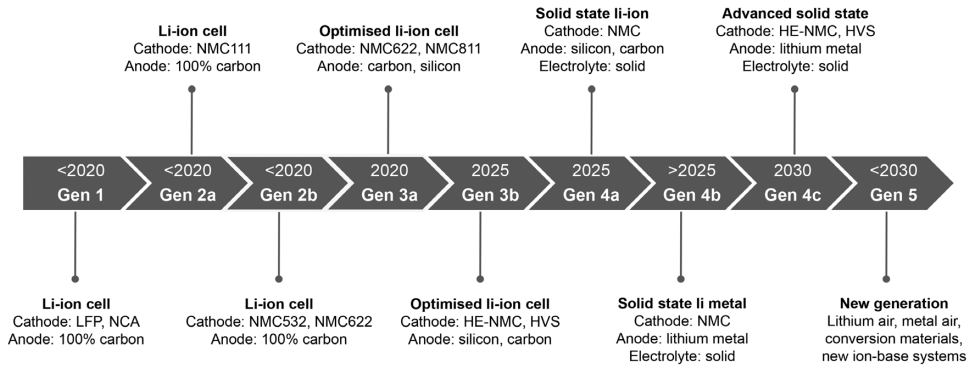 Li-ion cell
Cathode: NMC111
Anode: 100% carbon
Optimised li-ion cell
Cathode: NMC622, NMC811
Anode: carbon, silicon
Solid state li-ion
Cathode: NMC
Anode: silicon, carbon
Electrolyte: solid
Advanced solid state
Cathode: HE-NMC, HVS
Anode: lithium metal
Electrolyte: solid
<2020
Gen 1
<2020
Gen 2a
<2020
Gen 2b
2020
Gen 3a
2025
Gen 3b
2025
Gen 4a
>2025
Gen 4b
2030
Gen 4c
<2030
Gen 5
Li-ion cell
Cathode: LFP, NCA
Anode: 100% carbon
Li-ion cell
Cathode: NMC532, NMC622
Anode: 100% carbon
Optimised li-ion cell
Cathode: HE-NMC, HVS
Anode: silicon, carbon
Solid state li metal
Cathode: NMC
Anode: lithium metal
Electrolyte: solid
New generation
Lithium air, metal air,
conversion materials,
new ion-base systems